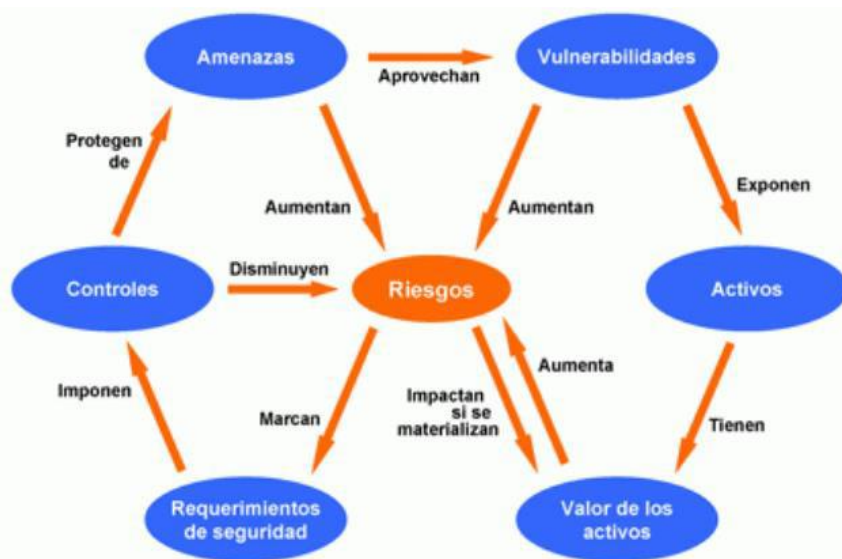 Amenazas
Aprovechan
Vulnerabilidades
Protegen
de
Aumentan
Aumentan
Exponen
Controles
Disminuyen
Riesgos
Activos
Imponen
Marcan
Impactan
si se
materializan
Aumenta
Tienen
Requerimientos
de seguridad
Valor de los
activos